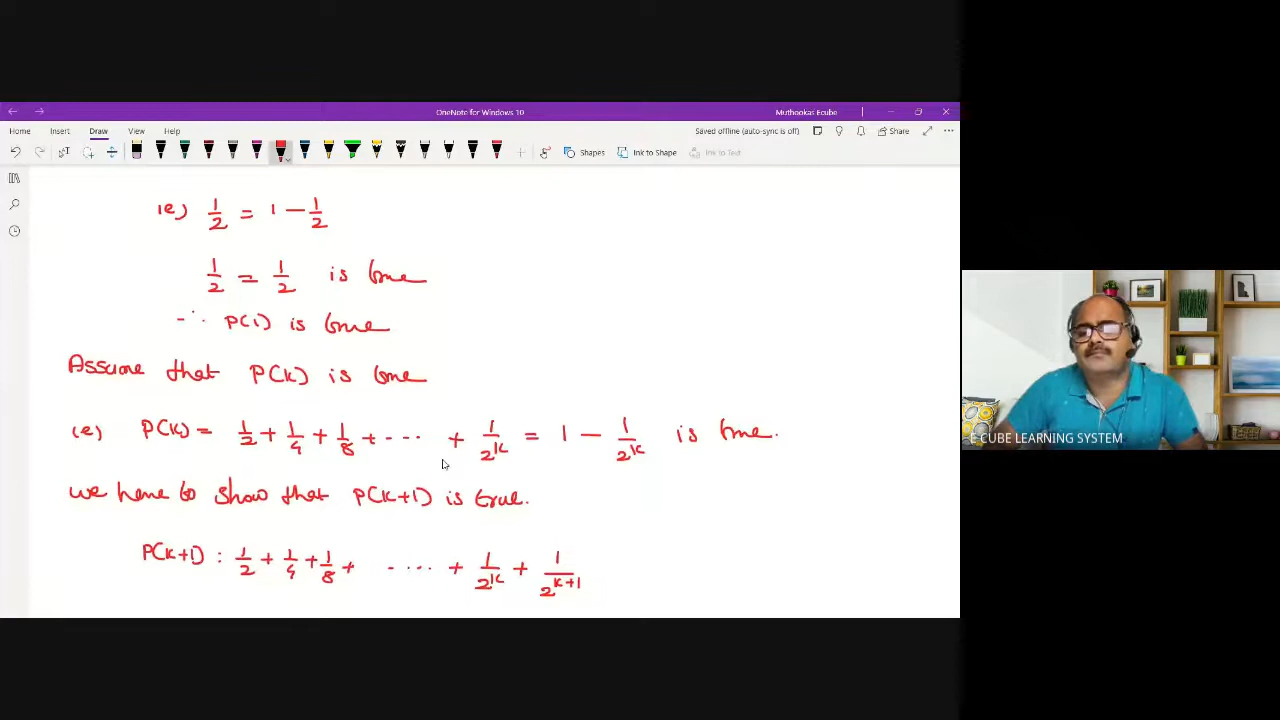 OneNote for Windows 10
Muthookas Ecube
Home Insert Draw View Help
Saved offline (auto-sync is off) Share
Shapes Ink to Shape Ink to Text
(e) 1/2 = 1 - 1/2
1/2 = 1/2 is true
∴ P(1) is true
Assume that P(K) is true
(e) P(K) = 1/2 + 1/4 + 1/8 + ... + 1/2^K = 1 - 1/2^K is true.
We have to show that P(K+1) is true.
P(K+1) : 1/2 + 1/4 + 1/8 + .... + 1/2^K + 1/2^(K+1)
E CUBE LEARNING SYSTEM